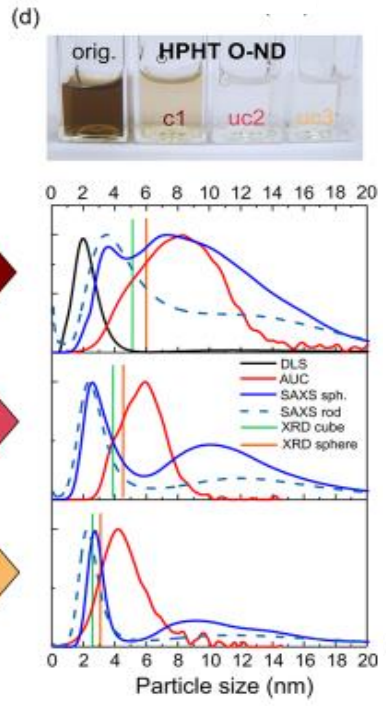 (d)
orig. HPHT O-ND
c1 uc2 uc3
0 2 4 6 8 10 12 14 16 18 20
DLS
AUC
SAXS sph.
SAXS rod
XRD cube
XRD sphere
0 2 4 6 8 10 12 14 16 18 20
Particle size (nm)